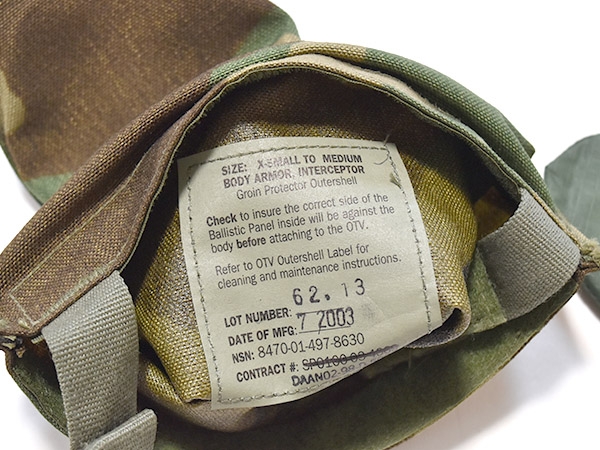 SIZE: X-SMALL TO MEDIUM
BODY ARMOR, INTERCEPTOR
Groin Protector Outershell
Check to insure the correct side of the
Ballistic Panel inside will be against the
body before attaching to the OTV.
Refer to OTV Outershell Label for
cleaning and maintenance instructions.
62.13
LOT NUMBER:
DATE OF MFG: 7 2003
NSN: 8470-01-497-8630
CONTRACT #: